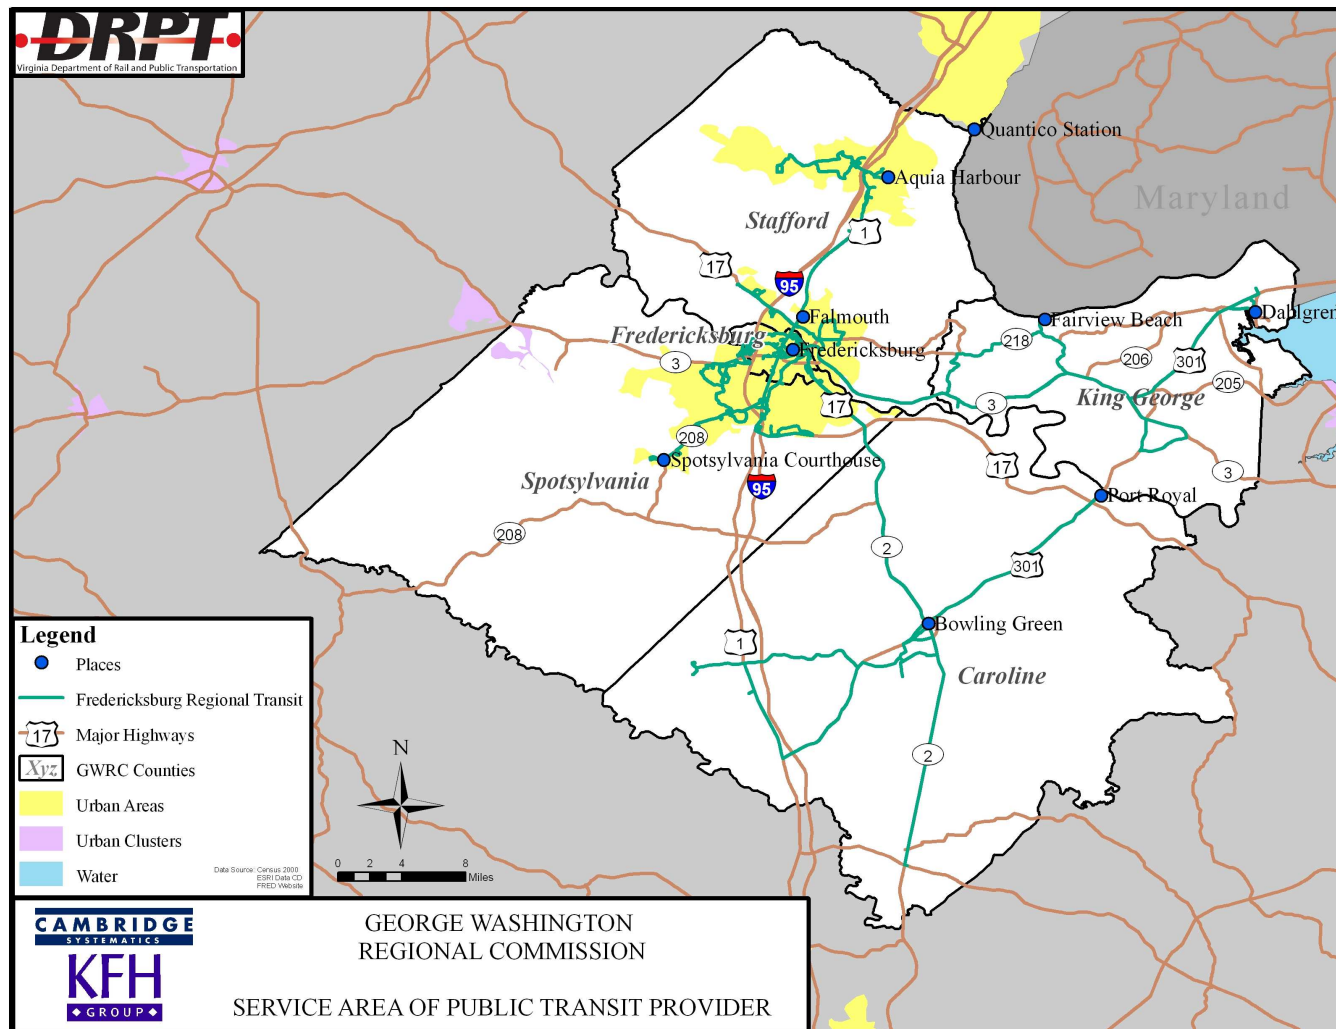 DRPT
Virginia Department of Rail and Public Transportation
Quantico Station
Aquia Harbour
Maryland
Stafford
1
17
95
Falmouth
Fairview Beach
Dahlgren
Fredericksburg
Fredericksburg
218
206
301
3
205
King George
3
17
208
Spotsylvania Courthouse
17
3
Spotsylvania
95
Port Royal
208
2
301
Bowling Green
1
Caroline
2
Legend
Places
Fredericksburg Regional Transit
17
Major Highways
Xyz
GWRC Counties
Urban Areas
Urban Clusters
Water
Data Source: Census 2000
ESRI Data CD
FRED Website
N
0 2 4 8
Miles
CAMBRIDGE
SYSTEMATICS
KFH
GROUP
GEORGE WASHINGTON
REGIONAL COMMISSION
SERVICE AREA OF PUBLIC TRANSIT PROVIDER